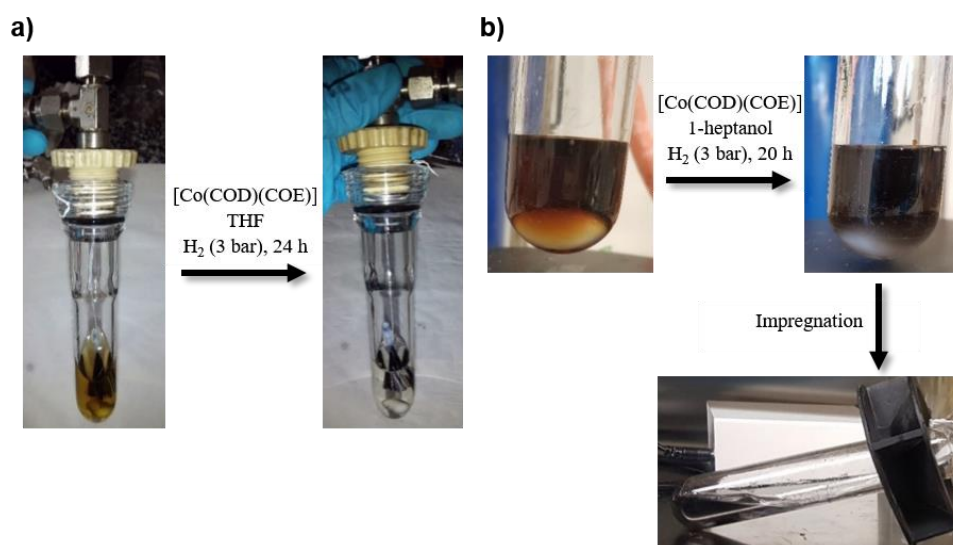 a)
[Co(COD)(COE)]
THF
H₂ (3 bar), 24 h
b)
[Co(COD)(COE)]
1-heptanol
H₂ (3 bar), 20 h
Impregnation